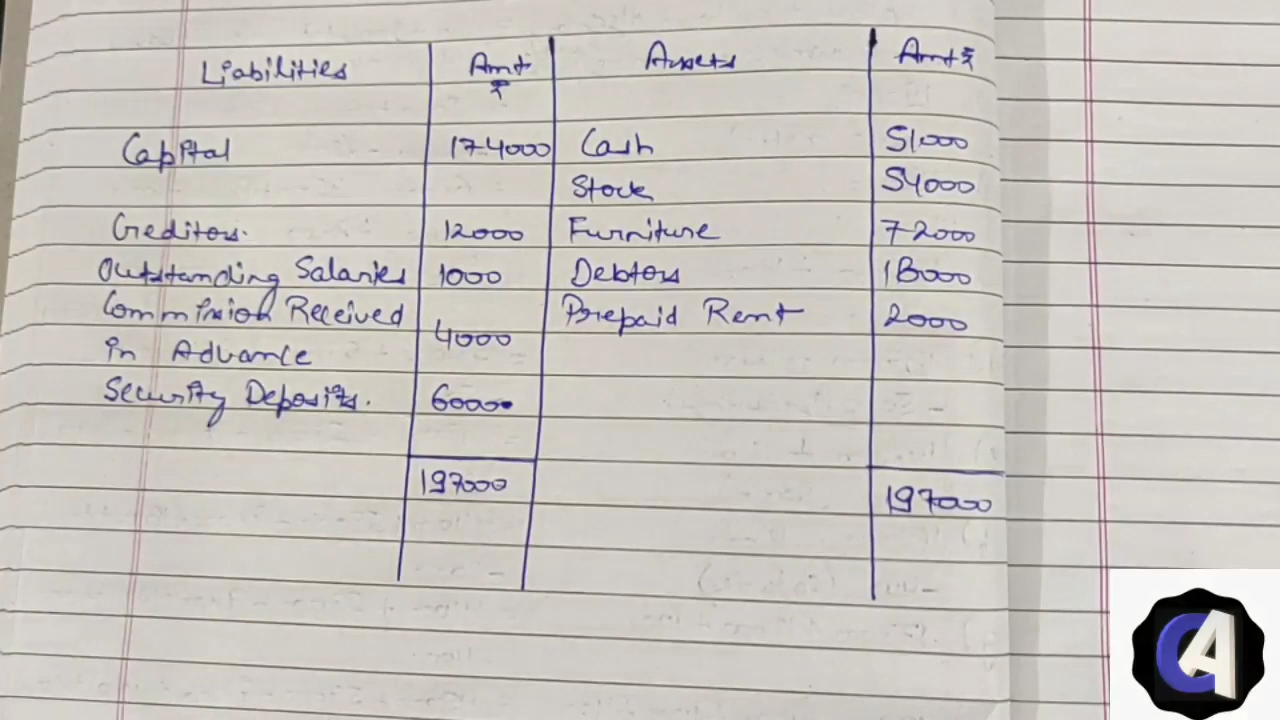 Liabilities Amt ₹ Assets Amt ₹
Capital 174000 Cash 51000
Stock 54000
Creditors. 12000 Furniture 72000
Outstanding Salaries 1000 Debtors 18000
Commission Received 4000 Prepaid Rent 2000
in Advance
Security Deposits. 6000
197000 197000
CA